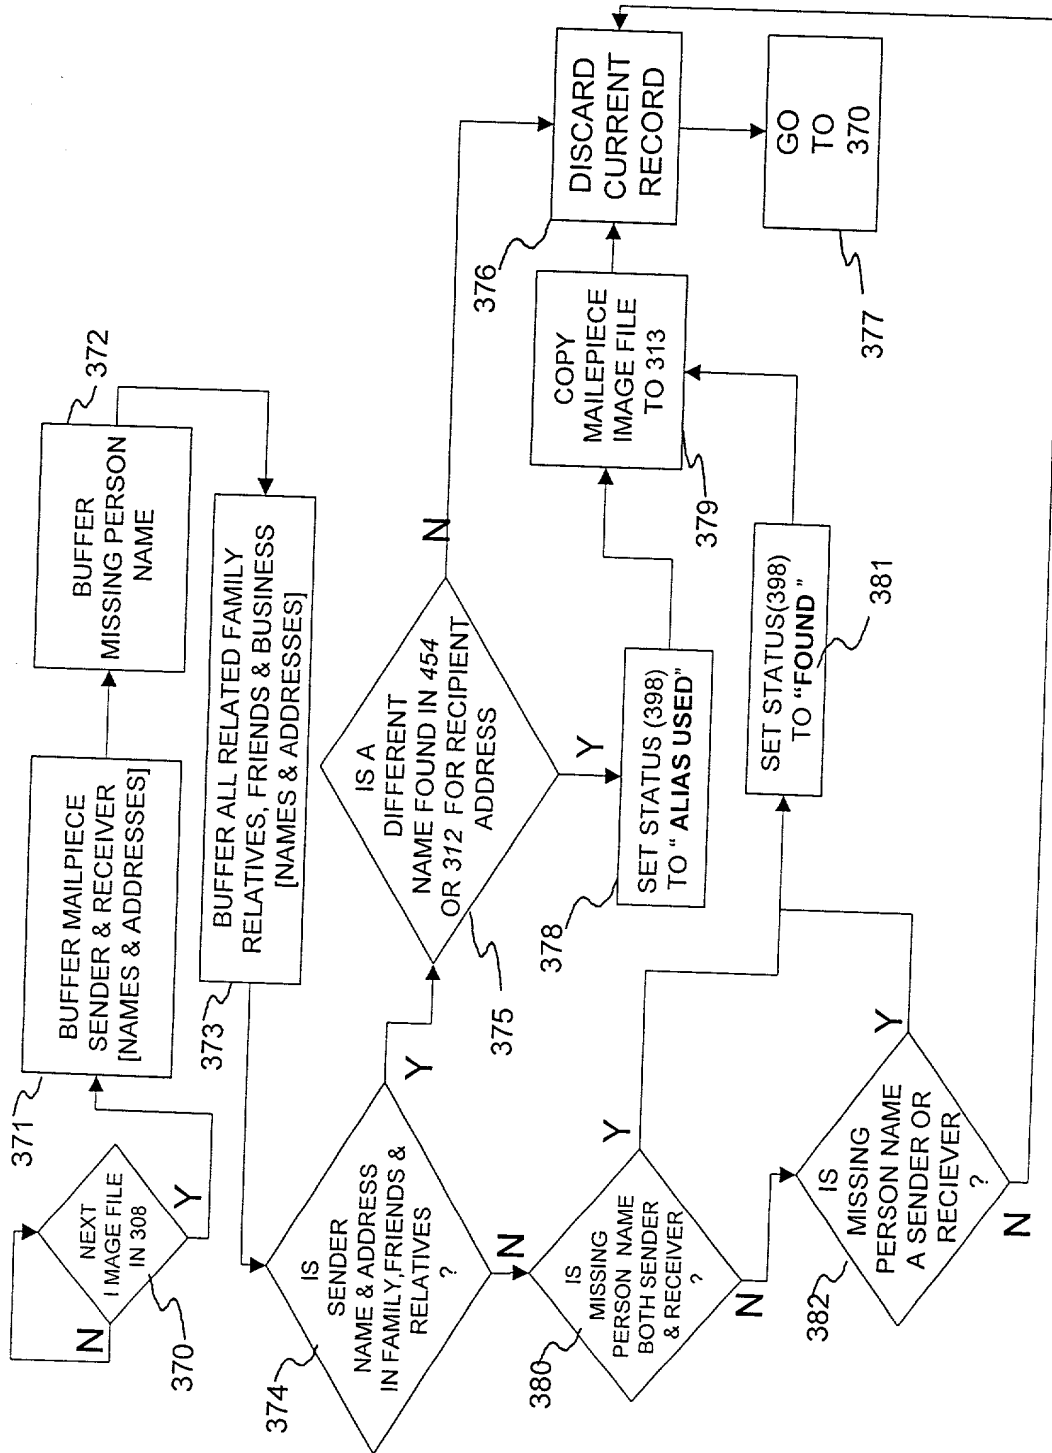 370
NEXT
I MAGE FILE
IN 308
N
Y
371
BUFFER MAILPIECE
SENDER & RECEIVER
[NAMES & ADDRESSES]
372
BUFFER
MISSING PERSON
NAME
373
BUFFER ALL RELATED FAMILY
RELATIVES, FRIENDS & BUSINESS
[NAMES & ADDRESSES]
374
IS
SENDER
NAME & ADDRESS
IN FAMILY,FRIENDS &
RELATIVES
?
Y
N
375
IS A
DIFFERENT
NAME FOUND IN 454
OR 312 FOR RECIPIENT
ADDRESS
N
Y
376
DISCARD
CURRENT
RECORD
377
GO
TO
370
378
SET STATUS (398)
TO “ ALIAS USED”
379
COPY
MAILEPIECE
IMAGE FILE
TO 313
380
IS
MISSING
PERSON NAME
BOTH SENDER
& RECEIVER
?
Y
N
381
SET STATUS(398)
TO “FOUND ”
382
IS
MISSING
PERSON NAME
A SENDER OR
RECIEVER
?
Y
N